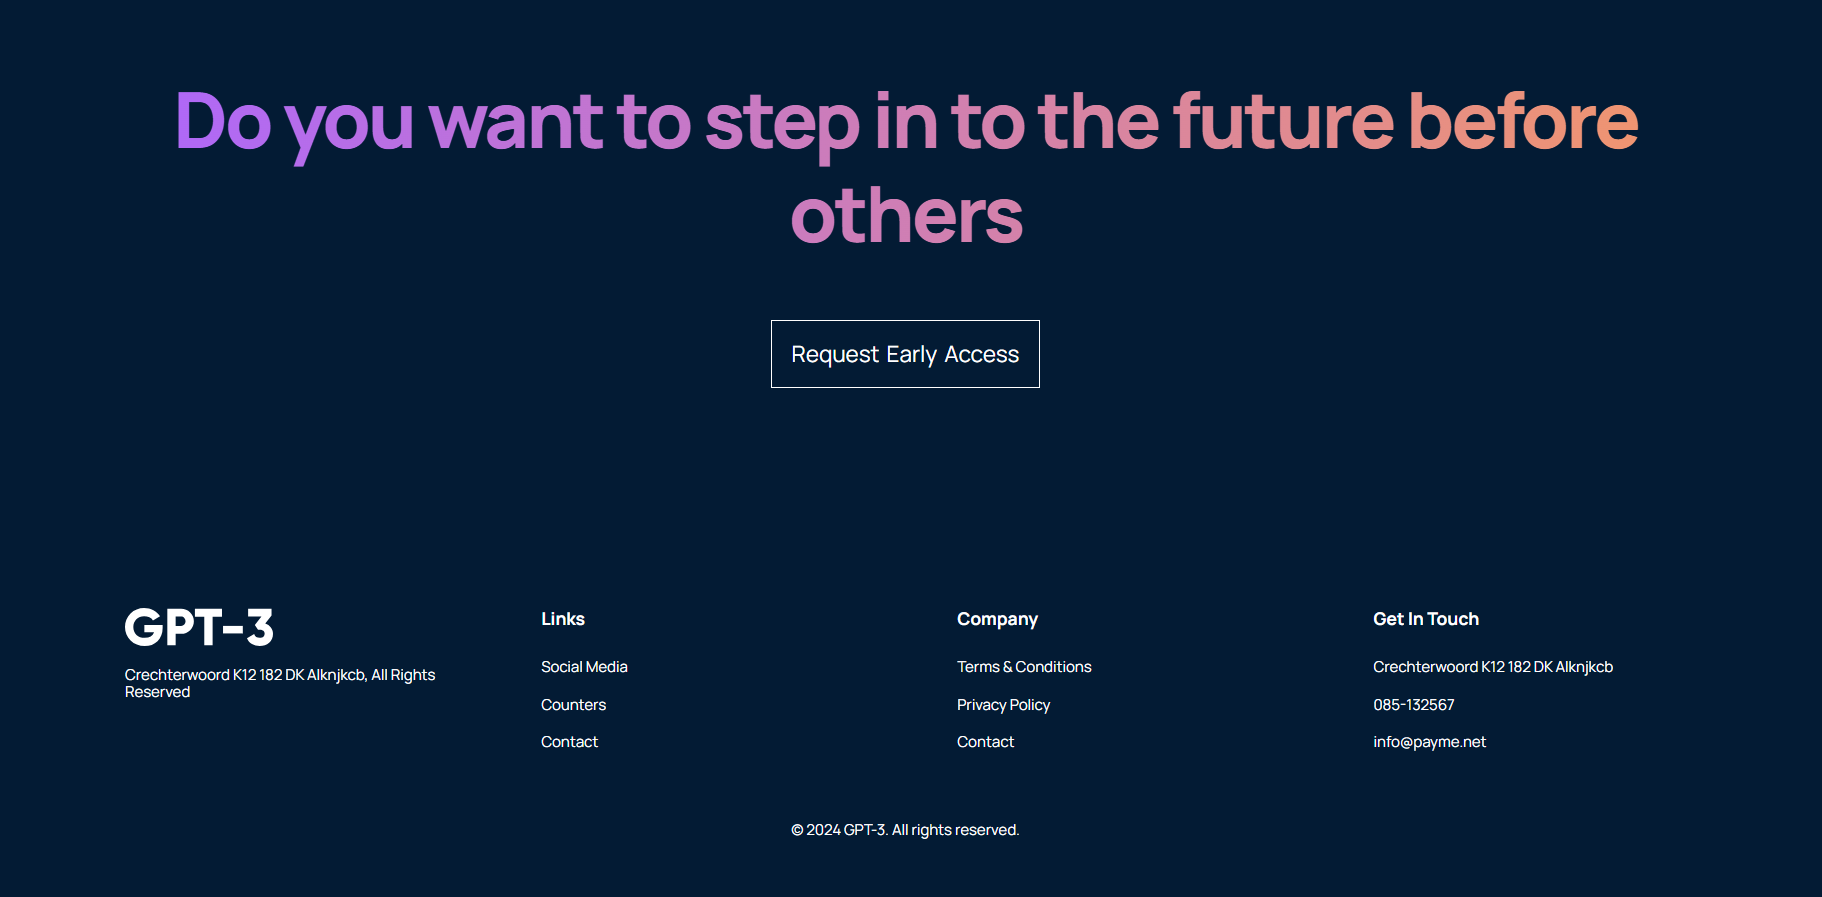 Do you want to step in to the future before
others
Request Early Access
GPT-3
Crechterwoord K12 182 DK Alknjkcb, All Rights
Reserved
Links
Social Media
Counters
Contact
Company
Terms & Conditions
Privacy Policy
Contact
Get In Touch
Crechterwoord K12 182 DK Alknjkcb
085-132567
info@payme.net
© 2024 GPT-3. All rights reserved.